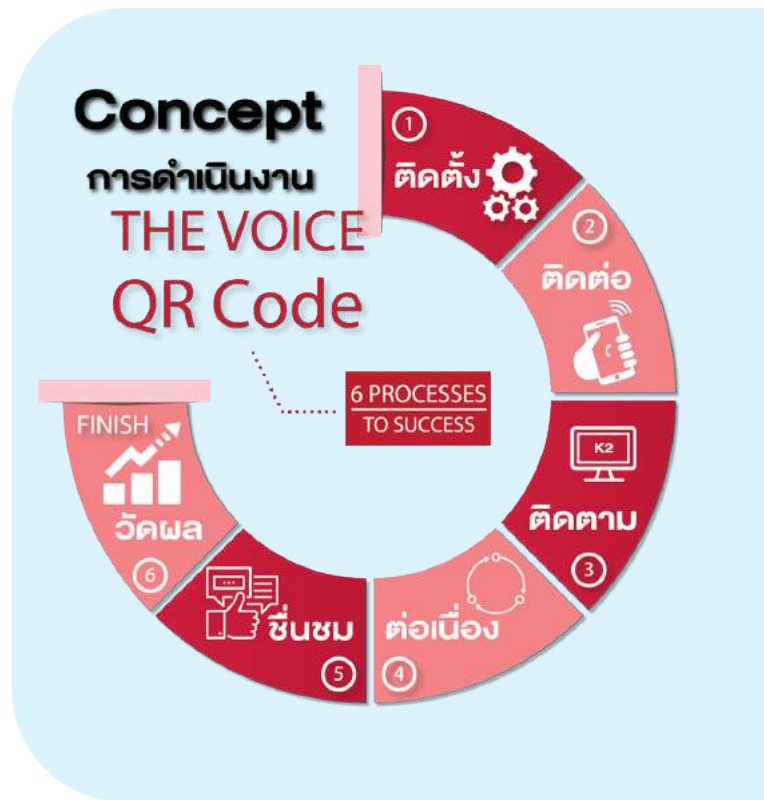 Concept
การดำเนินงาน
THE VOICE
QR Code
6 PROCESSES
TO SUCCESS
1
ติดตั้ง
2
ติดต่อ
K2
ติดตาม
3
ต่อเนื่อง
4
ชื่นชม
5
FINISH
วัดผล
6